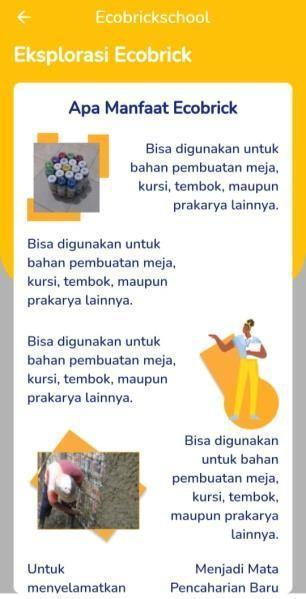 Ecobrickschool
Eksplorasi Ecobrick
Apa Manfaat Ecobrick
Bisa digunakan untuk
bahan pembuatan meja,
kursi, tembok, maupun
prakarya lainnya.
Bisa digunakan untuk
bahan pembuatan meja,
kursi, tembok, maupun
prakarya lainnya.
Bisa digunakan untuk
bahan pembuatan meja,
kursi, tembok, maupun
prakarya lainnya.
Bisa digunakan
untuk bahan
pembuatan meja,
kursi, tembok,
maupun prakarya
lainnya.
Untuk
menyelamatkan
Menjadi Mata
Pencaharian Baru